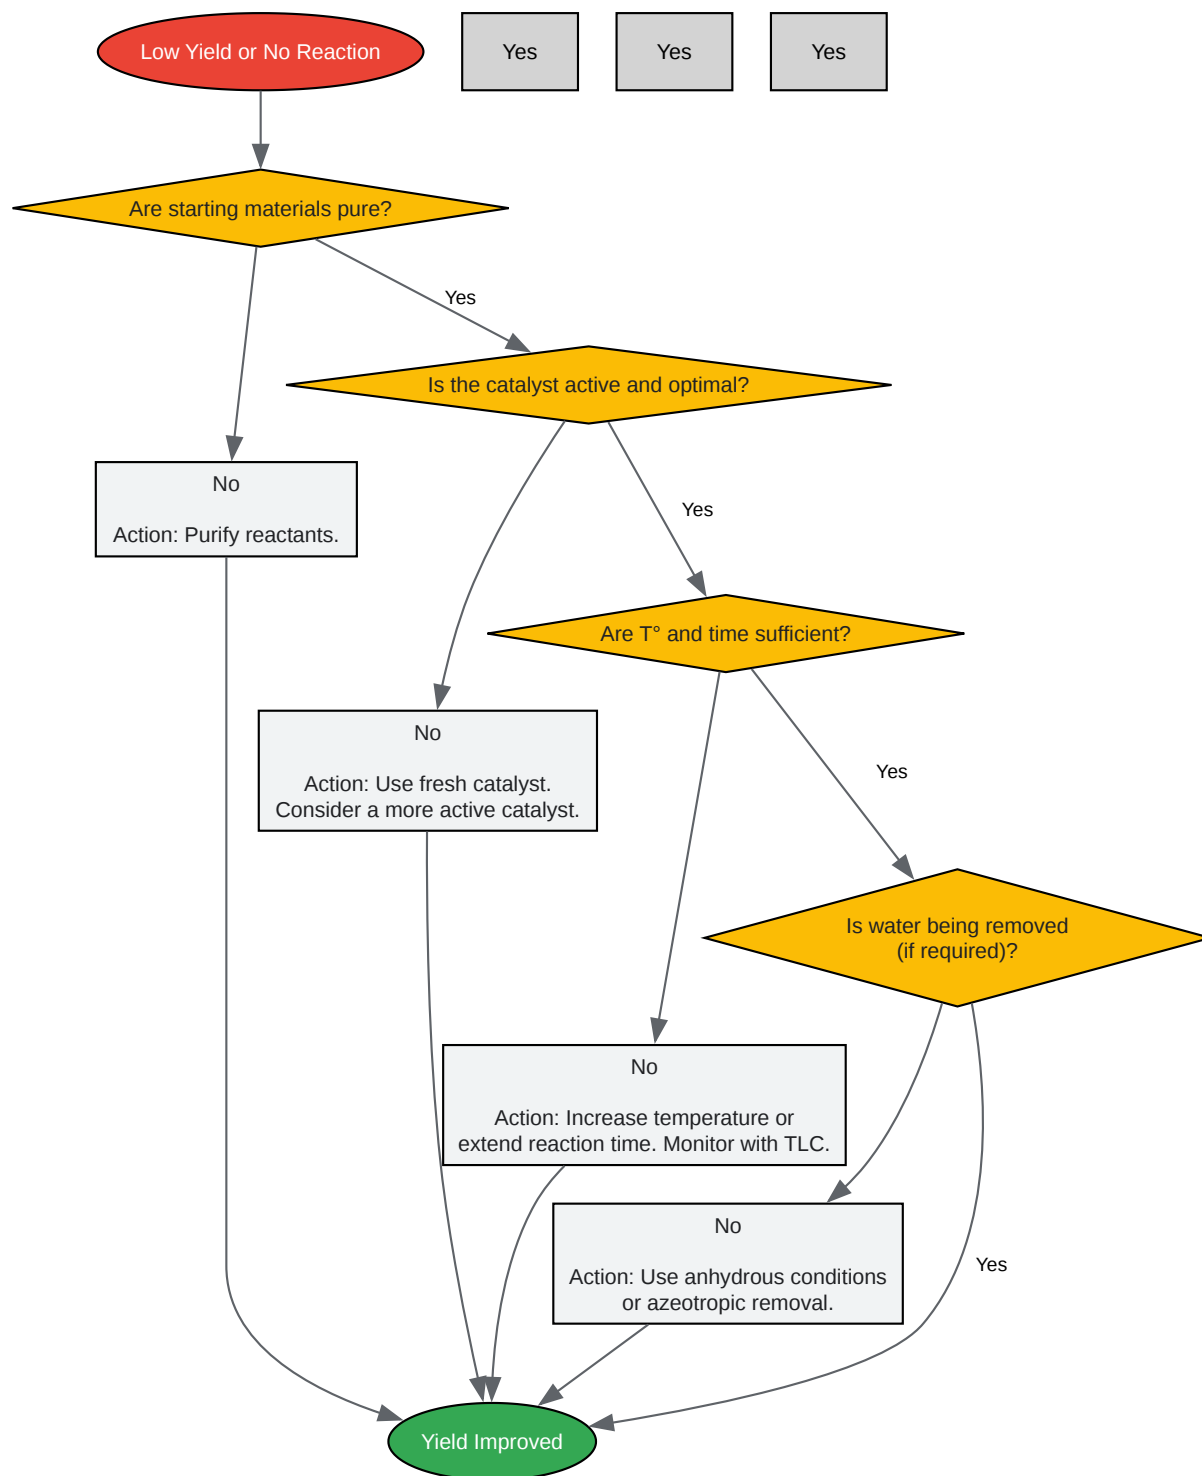 Low Yield or No Reaction
Yes
Yes
Yes
Are starting materials pure?
Yes
Is the catalyst active and optimal?
No
Action: Purify reactants.
Yes
Are T° and time sufficient?
No
Action: Use fresh catalyst.
Consider a more active catalyst.
Yes
Is water being removed
(if required)?
No
Action: Increase temperature or
extend reaction time. Monitor with TLC.
No
Action: Use anhydrous conditions
or azeotropic removal.
Yes
Yield Improved